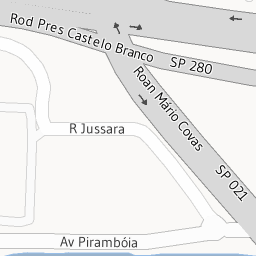 Rod Pres Castelo Branco
SP 280
Roan Mário Covas
SP 021
R Jussara
Av Pirambóia